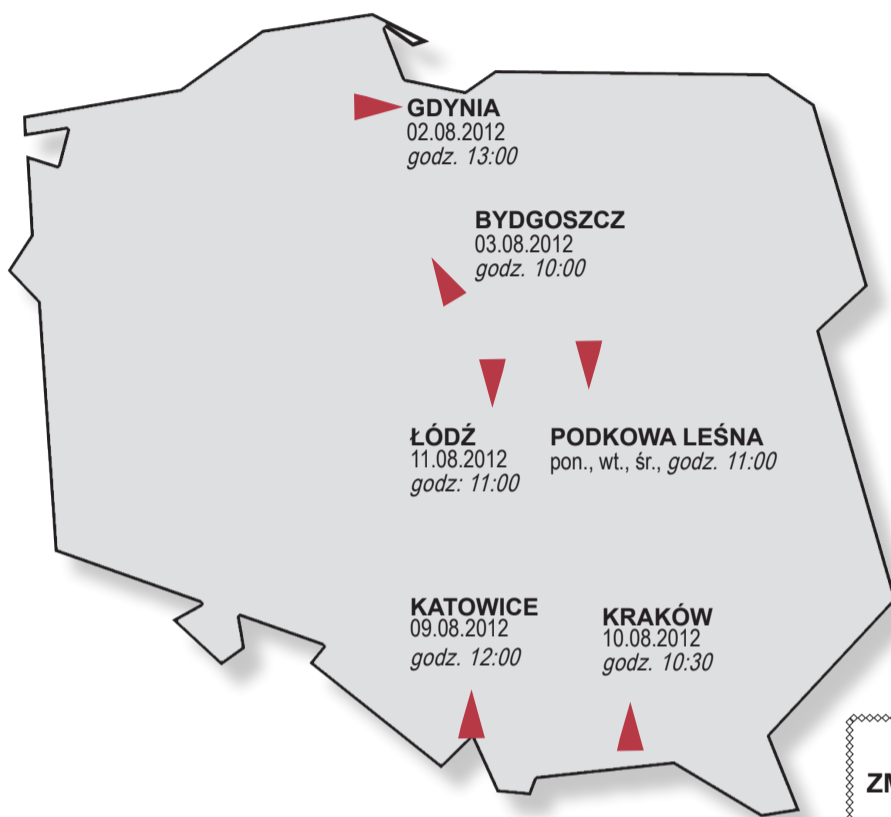 GDYNIA
02.08.2012
godz. 13:00
BYDGOSZCZ
03.08.2012
godz. 10:00
ŁÓDŹ
11.08.2012
godz: 11:00
PODKOWA LEŚNA
pon., wt., śr., godz. 11:00
KATOWICE
09.08.2012
godz. 12:00
KRAKÓW
10.08.2012
godz. 10:30